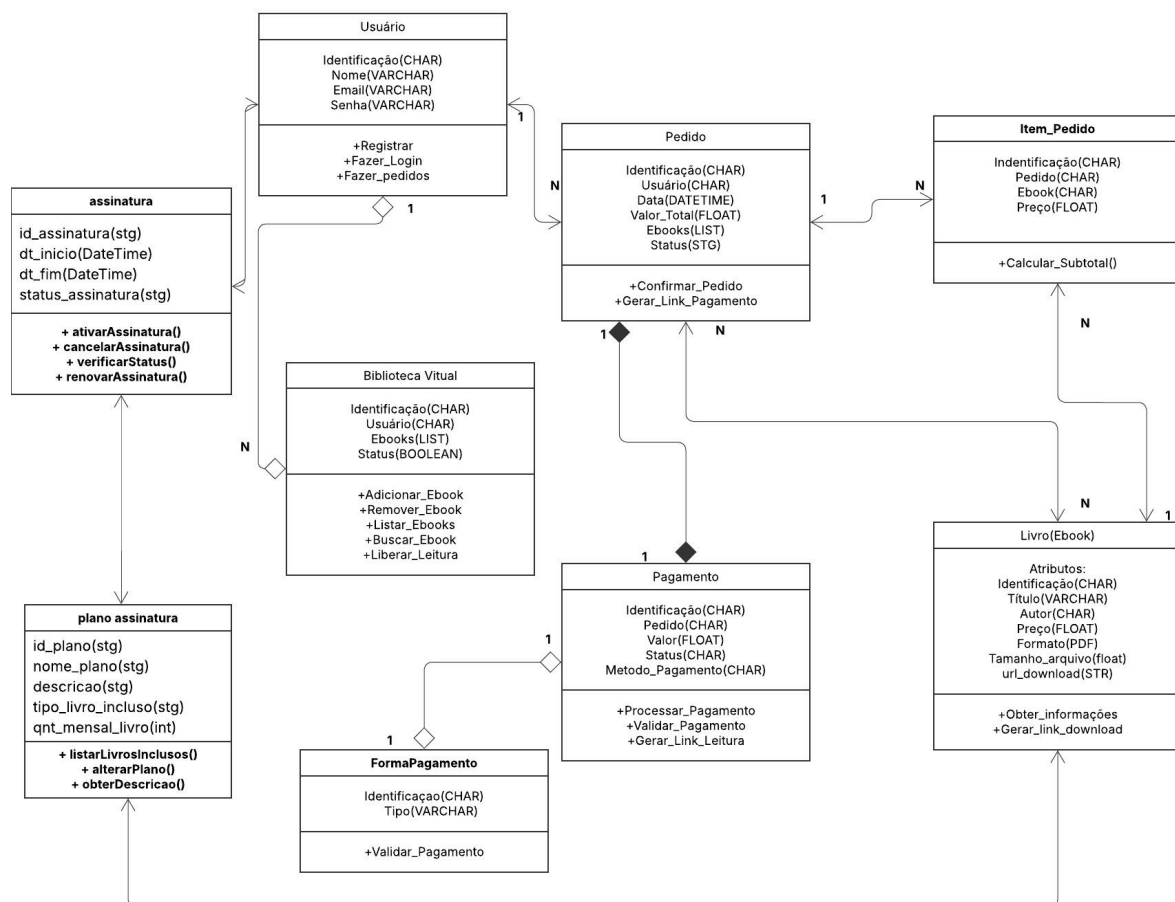 Usuário
Identificação(CHAR)
Nome(VARCHAR)
Email(VARCHAR)
Senha(VARCHAR)
+Registrar
+Fazer_Login
+Fazer_pedidos
1
1
N
Pedido
Identificação(CHAR)
Usuário(CHAR)
Data(DATETIME)
Valor_Total(FLOAT)
Ebooks(LIST)
Status(STG)
+Confirmar_Pedido
+Gerar_Link_Pagamento
1
N
1
N
Item_Pedido
Indentificação(CHAR)
Pedido(CHAR)
Ebook(CHAR)
Preço(FLOAT)
+Calcular_Subtotal()
N
assinatura
id_assinatura(stg)
dt_inicio(DateTime)
dt_fim(DateTime)
status_assinatura(stg)
+ ativarAssinatura()
+ cancelarAssinatura()
+ verificarStatus()
+ renovarAssinatura()
N
Biblioteca Vitual
Identificação(CHAR)
Usuário(CHAR)
Ebooks(LIST)
Status(BOOLEAN)
+Adicionar_Ebook
+Remover_Ebook
+Listar_Ebooks
+Buscar_Ebook
+Liberar_Leitura
1
Pagamento
Identificação(CHAR)
Pedido(CHAR)
Valor(FLOAT)
Status(CHAR)
Metodo_Pagamento(CHAR)
+Processar_Pagamento
+Validar_Pagamento
+Gerar_Link_Leitura
N
1
Livro(Ebook)
Atributos:
Identificação(CHAR)
Título(VARCHAR)
Autor(CHAR)
Preço(FLOAT)
Formato(PDF)
Tamanho_arquivo(float)
url_download(STR)
+Obter_informações
+Gerar_link_download
plano assinatura
id_plano(stg)
nome_plano(stg)
descricao(stg)
tipo_livro_incluso(stg)
qnt_mensal_livro(int)
+ listarLivrosInclusos()
+ alterarPlano()
+ obterDescricao()
1
1
FormaPagamento
Identificaçao(CHAR)
Tipo(VARCHAR)
+Validar_Pagamento